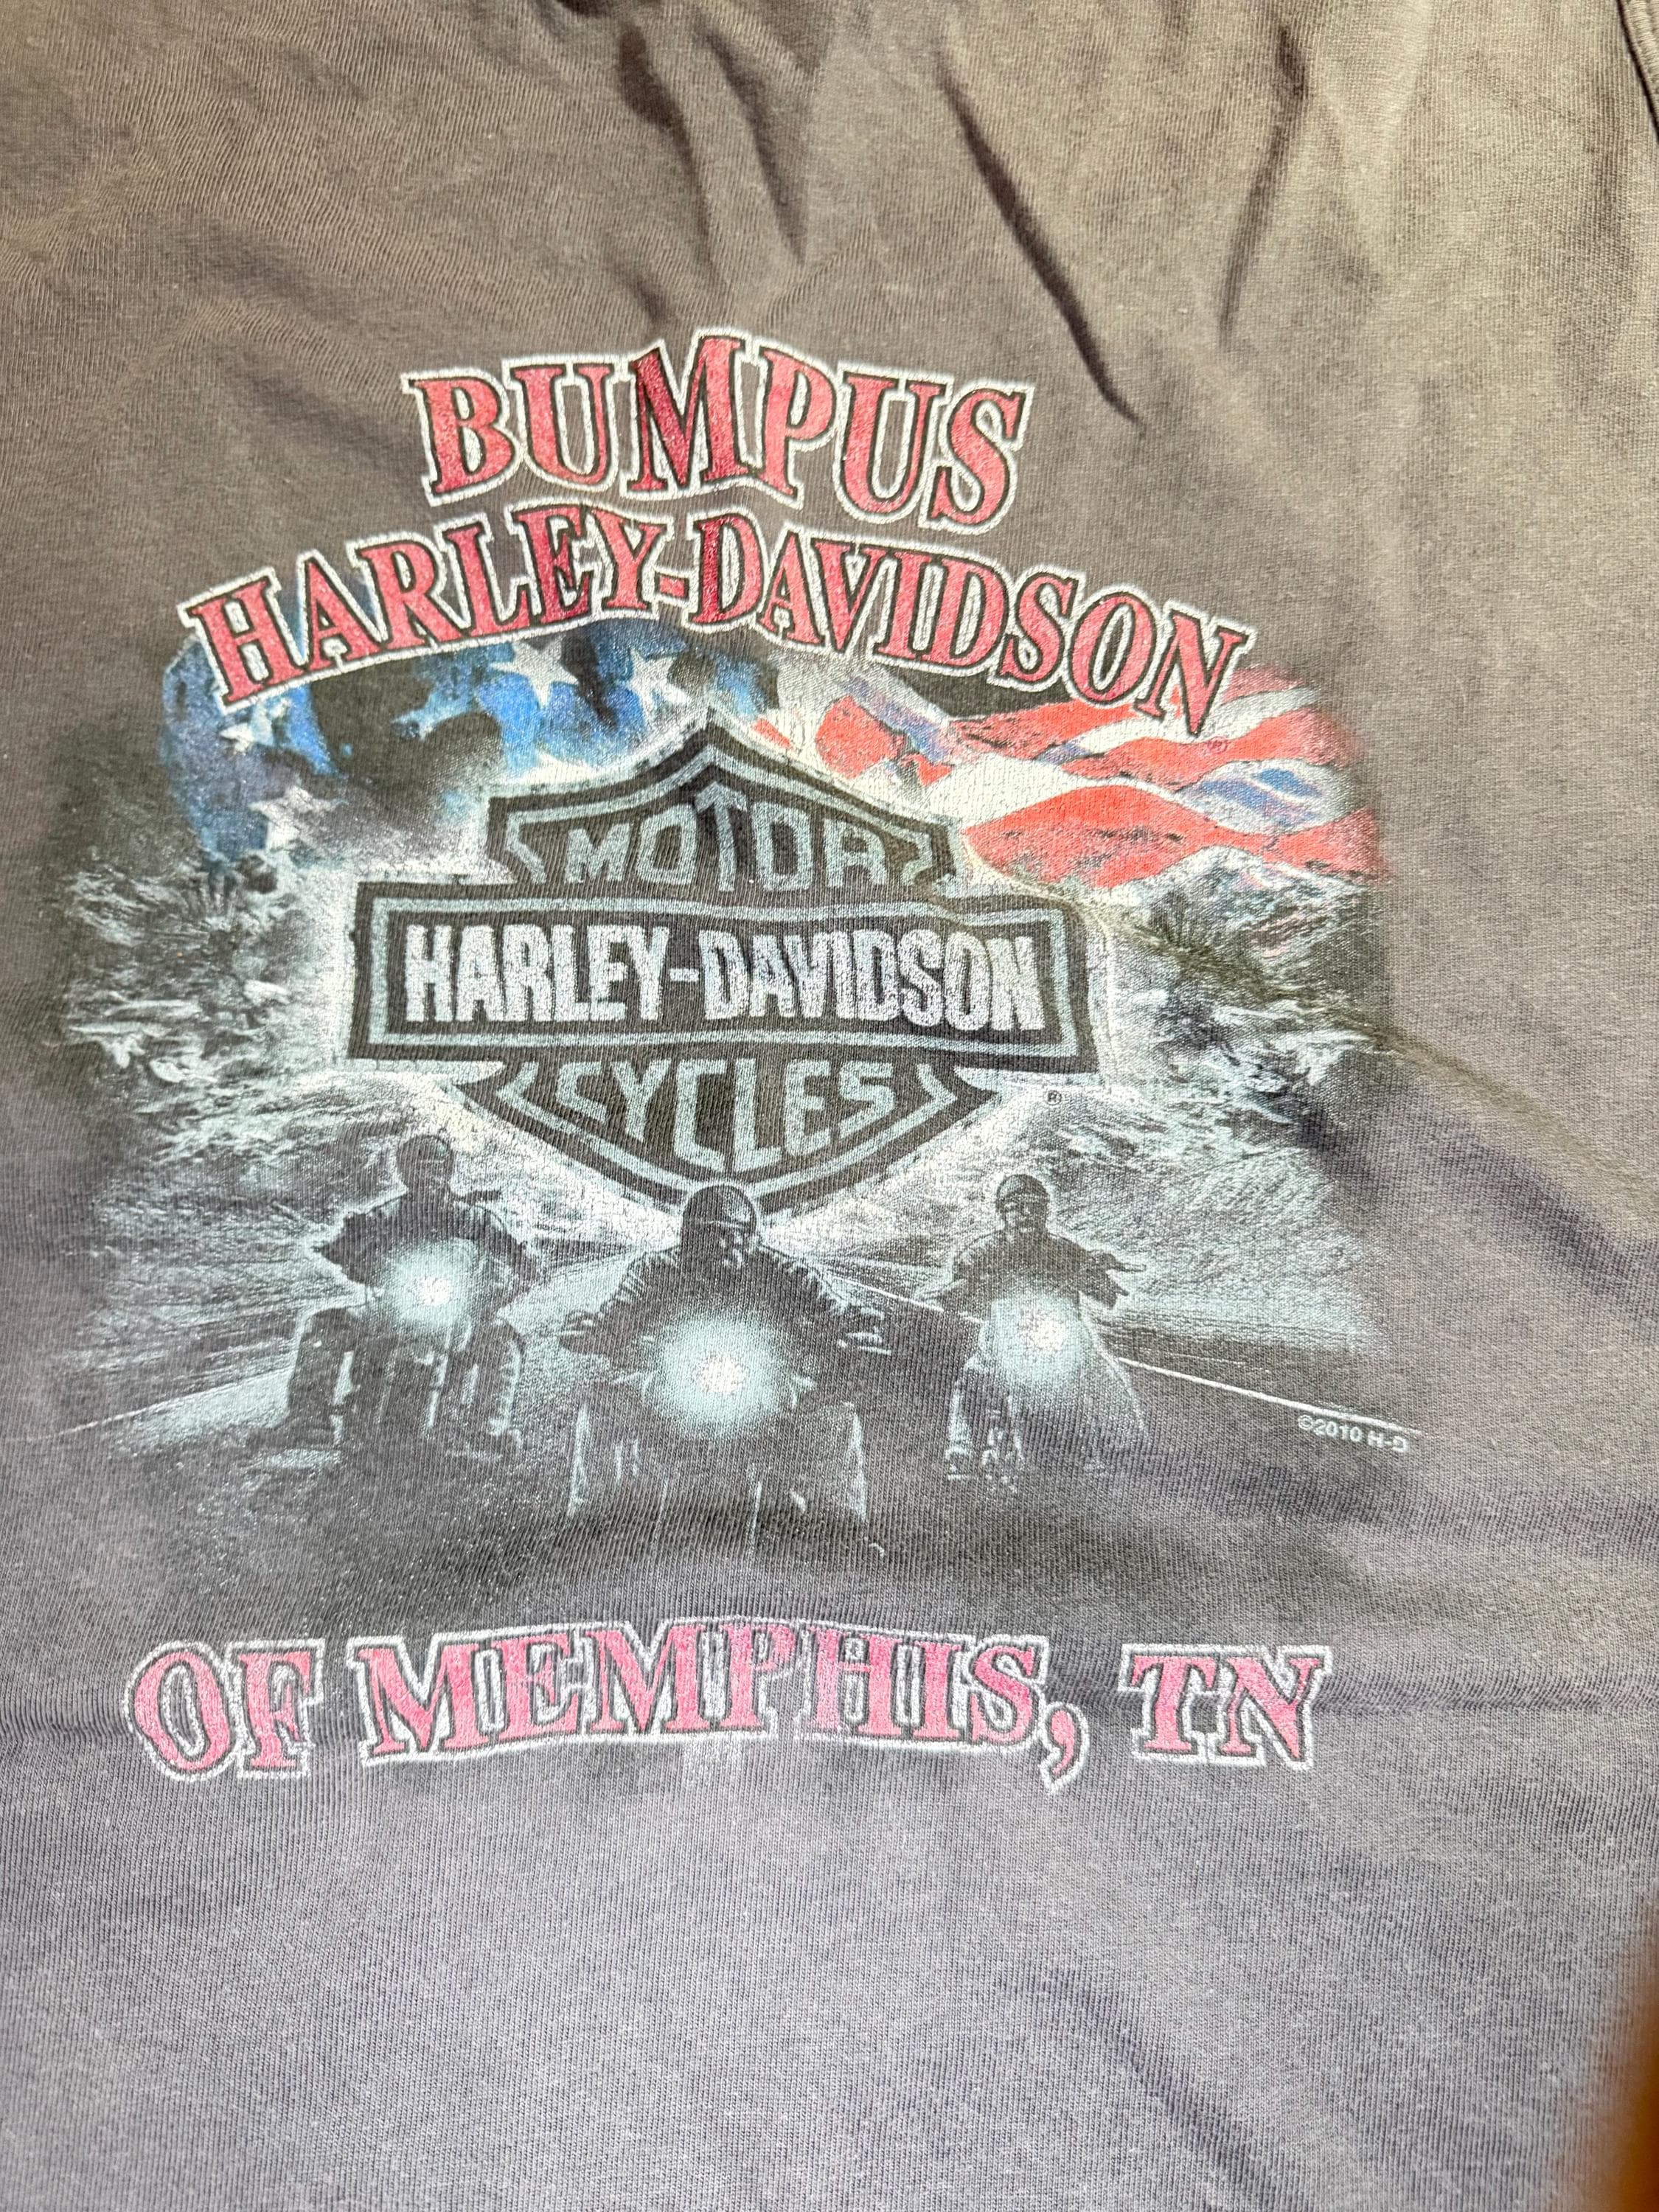 BUMPUS
HARLEY-DAVIDSON
®
MOTOR
HARLEY-DAVIDSON
CYCLES
®
©2010 H-D
OF MEMPHIS, TN